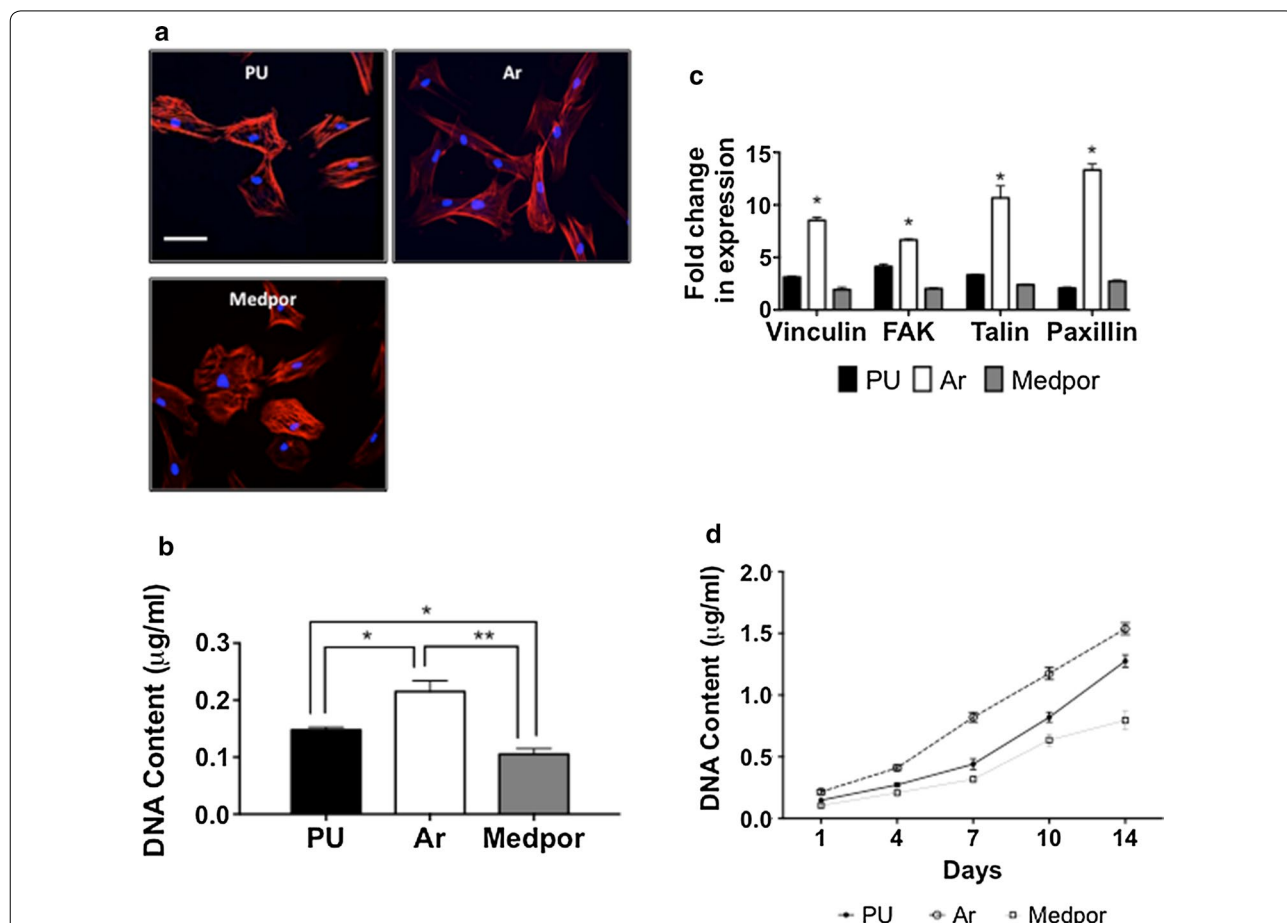 a
PU
Ar
Medpor
c
Fold change
in expression
15
10
5
0
*
*
*
*
Vinculin FAK Talin Paxillin
PU Ar Medpor
b
DNA Content (μg/ml)
0.3
0.2
0.1
0.0
*
* **
PU Ar Medpor
d
DNA Content (μg/ml)
2.0
1.5
1.0
0.5
0.0
1 4 7 10 14
Days
PU Ar Medpor